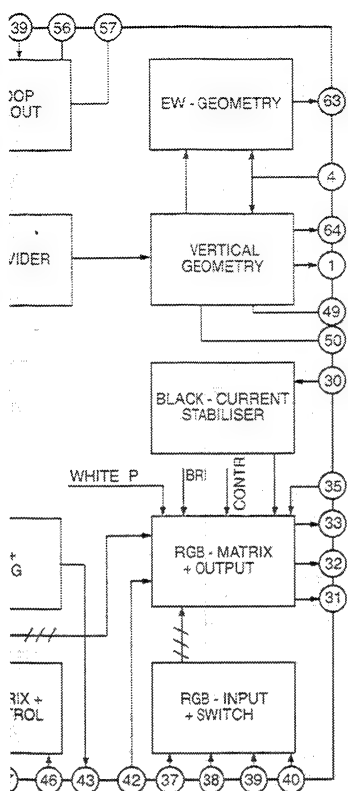 39 56 57
OOP
OUT
EW - GEOMETRY
63
4
64
VIDER
VERTICAL
GEOMETRY
1
49
50
30
BLACK - CURRENT
STABILISER
WHITE P
BRI
CONTR
35
+
G
RGB - MATRIX
+ OUTPUT
33
32
31
RIX +
TROL
RGB - INPUT
+ SWITCH
46 43 42 37 38 39 40